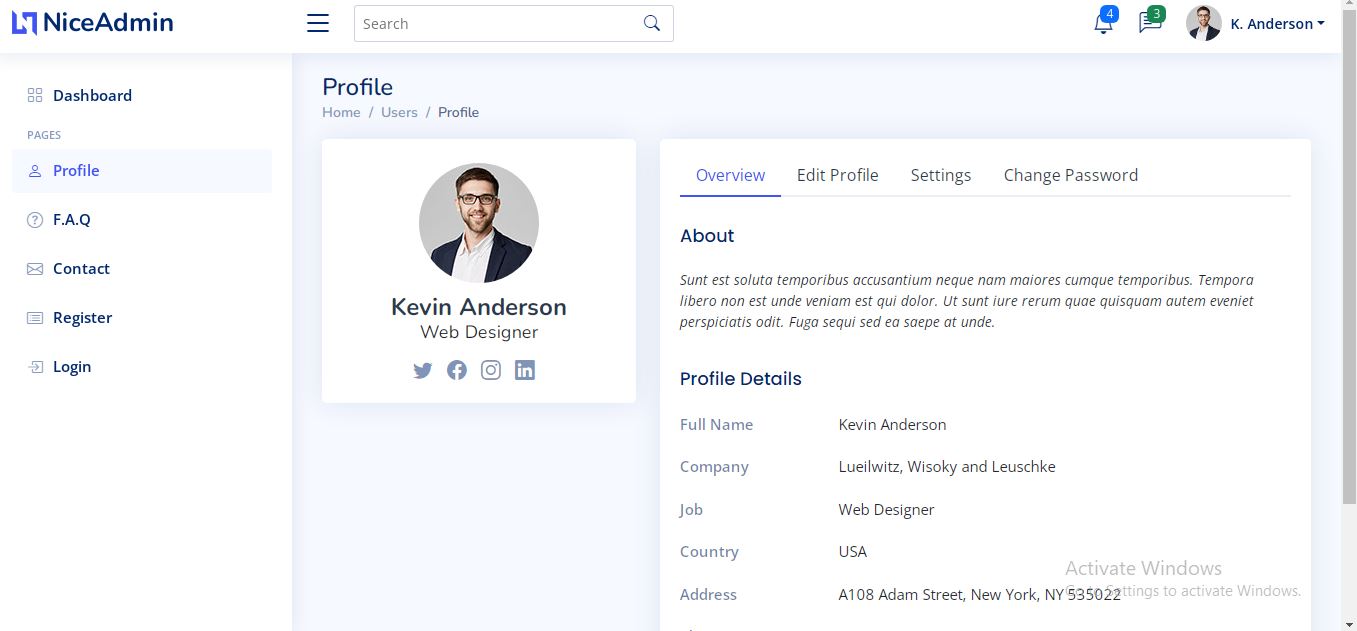 NiceAdmin
Search
4
3
K. Anderson
Dashboard
PAGES
Profile
F.A.Q
Contact
Register
Login
Profile
Home / Users / Profile
Kevin Anderson
Web Designer
Overview Edit Profile Settings Change Password
About
Sunt est soluta temporibus accusantium neque nam maiores cumque temporibus. Tempora
libero non est unde veniam est qui dolor. Ut sunt iure rerum quae quisquam autem eveniet
perspiciatis odit. Fuga sequi sed ea saepe at unde.
Profile Details
Full Name Kevin Anderson
Company Lueilwitz, Wisoky and Leuschke
Job Web Designer
Country USA
Address A108 Adam Street, New York, NY 535022
Activate Windows
Go to Settings to activate Windows.